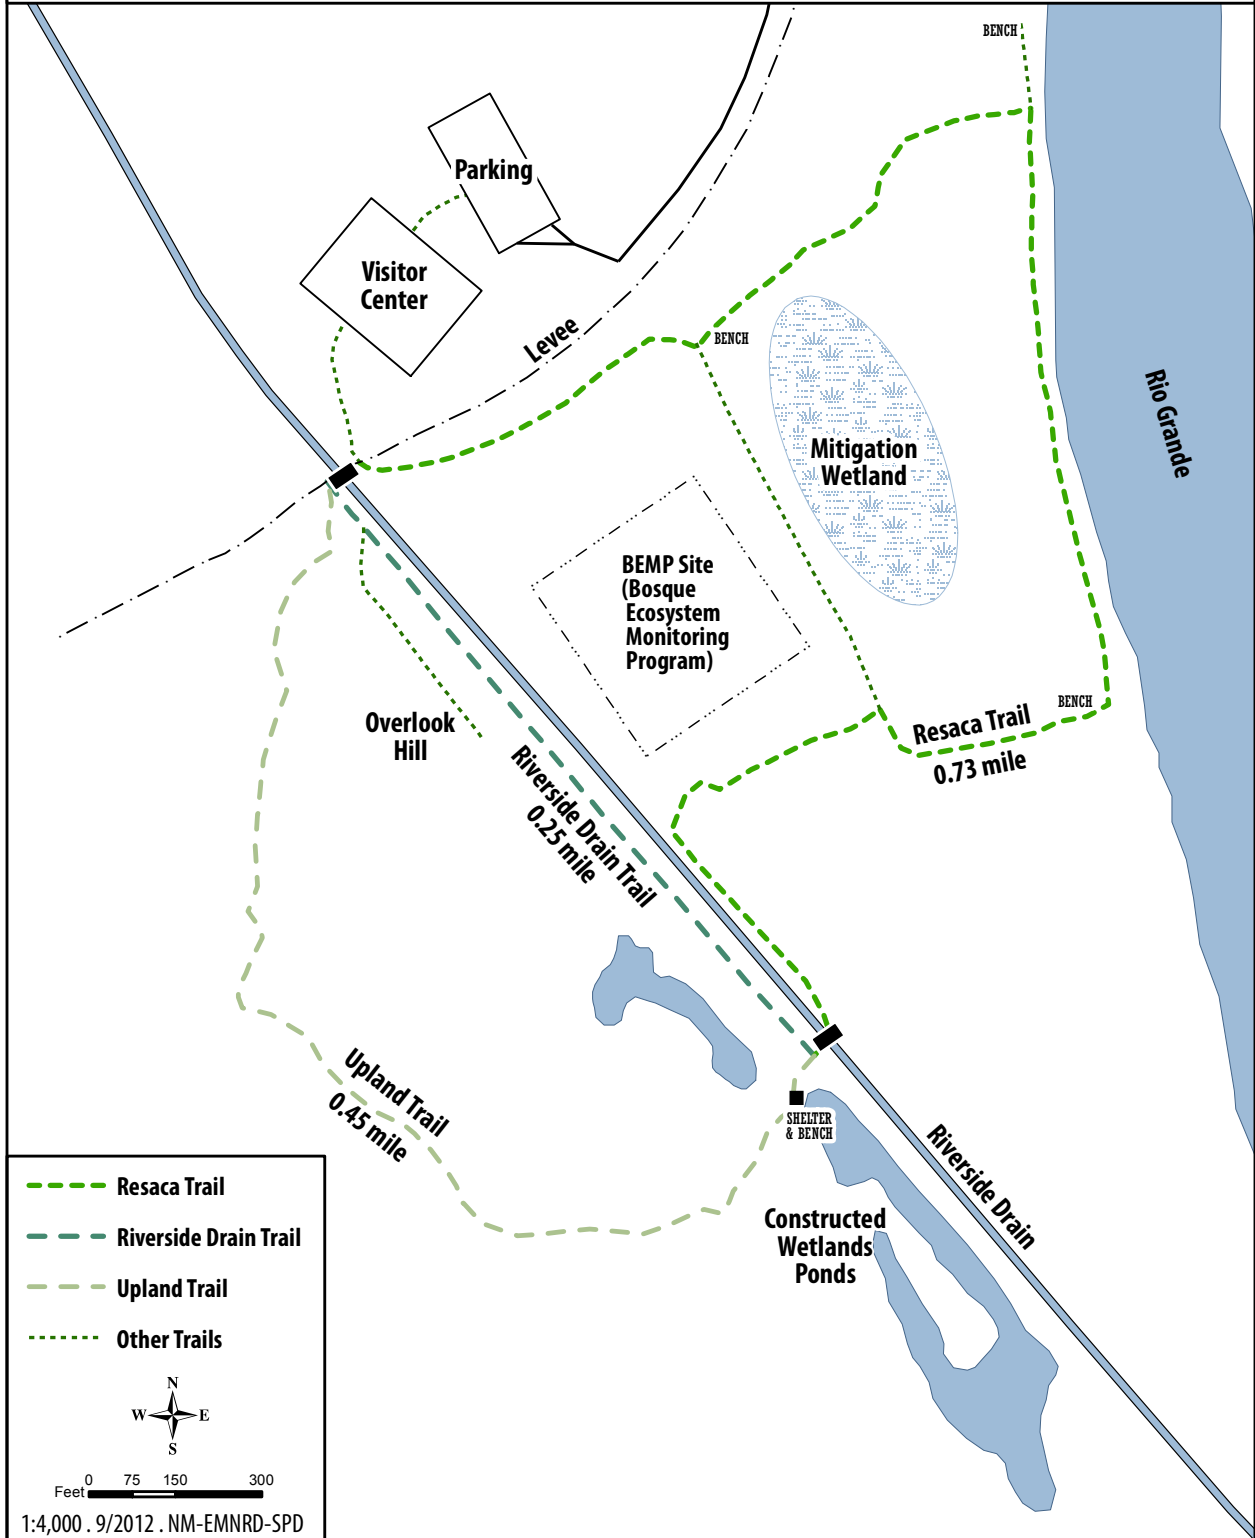 BENCH
Parking
Visitor
Center
Levee
BENCH
Rio Grande
Mitigation
Wetland
BEMP Site
(Bosque
Ecosystem
Monitoring
Program)
BENCH
Resaca Trail
0.73 mile
Overlook
Hill
Riverside Drain Trail
0.25 mile
Upland Trail
0.45 mile
SHELTER
& BENCH
Riverside Drain
Constructed
Wetlands
Ponds
Resaca Trail
Riverside Drain Trail
Upland Trail
Other Trails
N
W E
S
0 75 150 300
Feet
1:4,000 . 9/2012 . NM-EMNRD-SPD